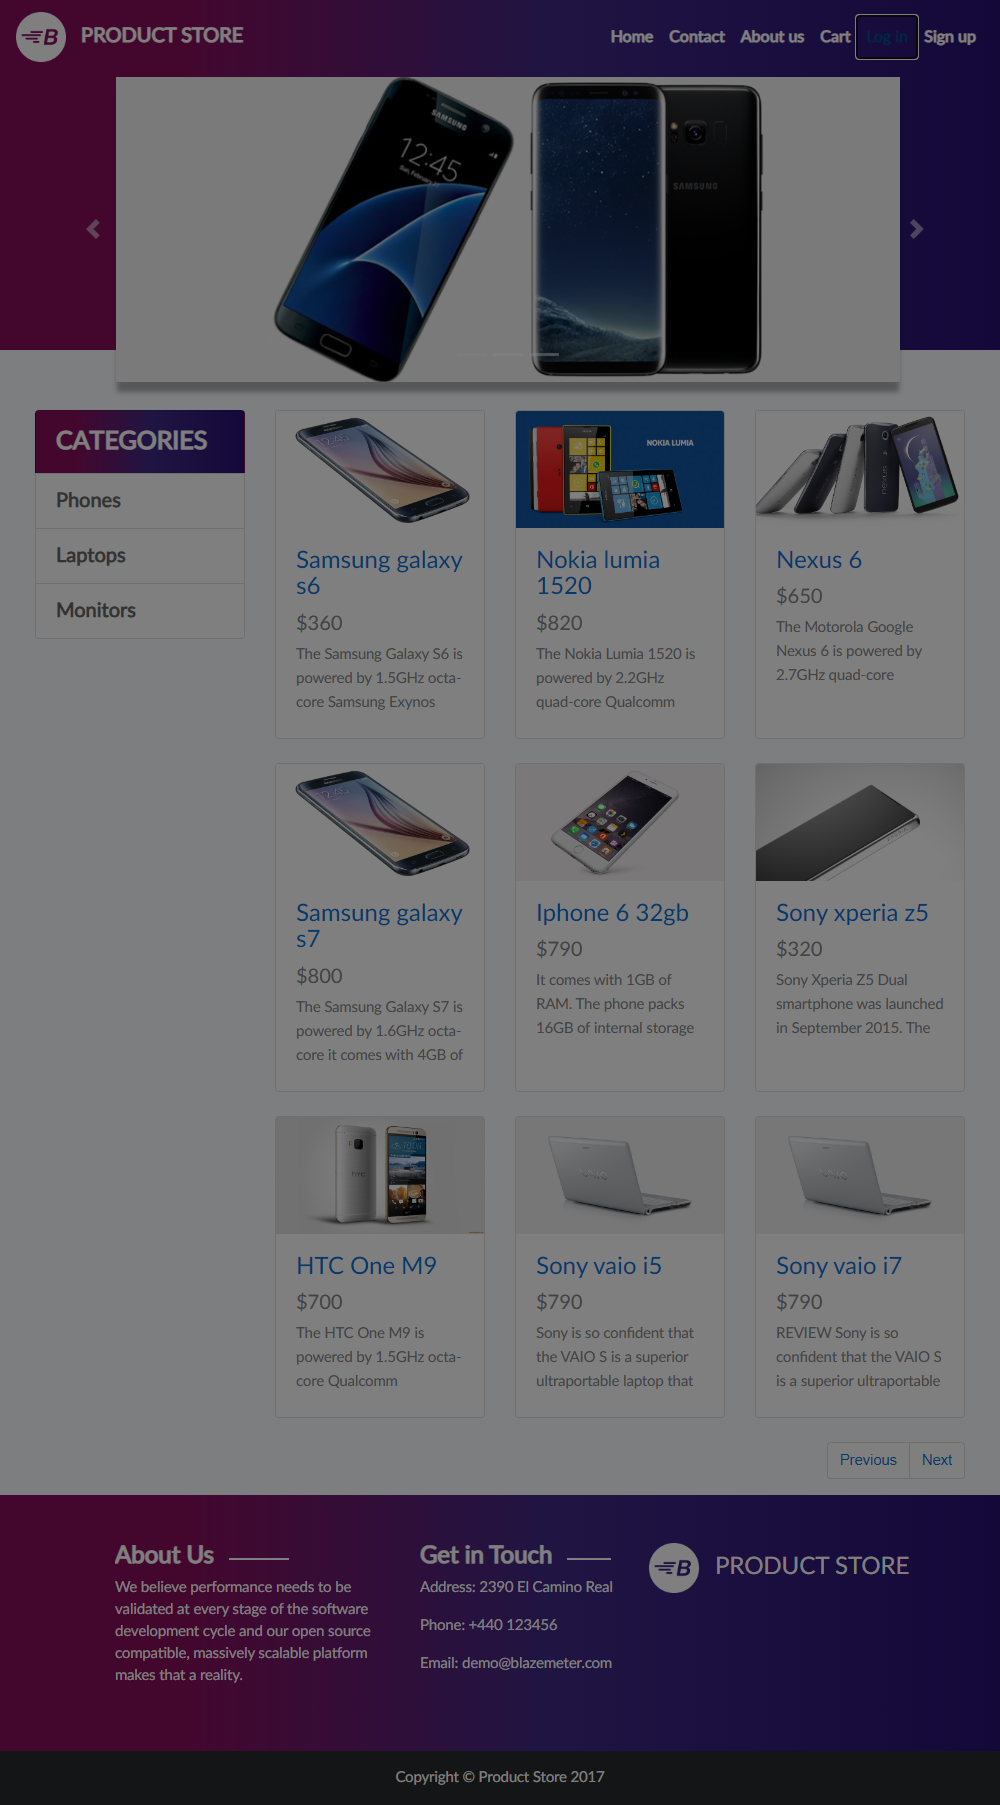 PRODUCT STORE
Home Contact About us Cart Log in Sign up
SAMSUNG
12:45
SAMSUNG
CATEGORIES
Phones
Laptops
Monitors
NOKIA LUMIA
Samsung galaxy
s6
$360
The Samsung Galaxy S6 is
powered by 1.5GHz octa-
core Samsung Exynos
Nokia lumia
1520
$820
The Nokia Lumia 1520 is
powered by 2.2GHz
quad-core Qualcomm
Nexus 6
$650
The Motorola Google
Nexus 6 is powered by
2.7GHz quad-core
Samsung galaxy
s7
$800
The Samsung Galaxy S7 is
powered by 1.6GHz octa-
core it comes with 4GB of
Iphone 6 32gb
$790
It comes with 1GB of
RAM. The phone packs
16GB of internal storage
Sony xperia z5
$320
Sony Xperia Z5 Dual
smartphone was launched
in September 2015. The
HTC One M9
$700
The HTC One M9 is
powered by 1.5GHz octa-
core Qualcomm
Sony vaio i5
$790
Sony is so confident that
the VAIO S is a superior
ultraportable laptop that
Sony vaio i7
$790
REVIEW Sony is so
confident that the VAIO S
is a superior ultraportable
Previous Next
About Us
We believe performance needs to be
validated at every stage of the software
development cycle and our open source
compatible, massively scalable platform
makes that a reality.
Get in Touch
Address: 2390 El Camino Real
Phone: +440 123456
Email: demo@blazemeter.com
PRODUCT STORE
Copyright © Product Store 2017